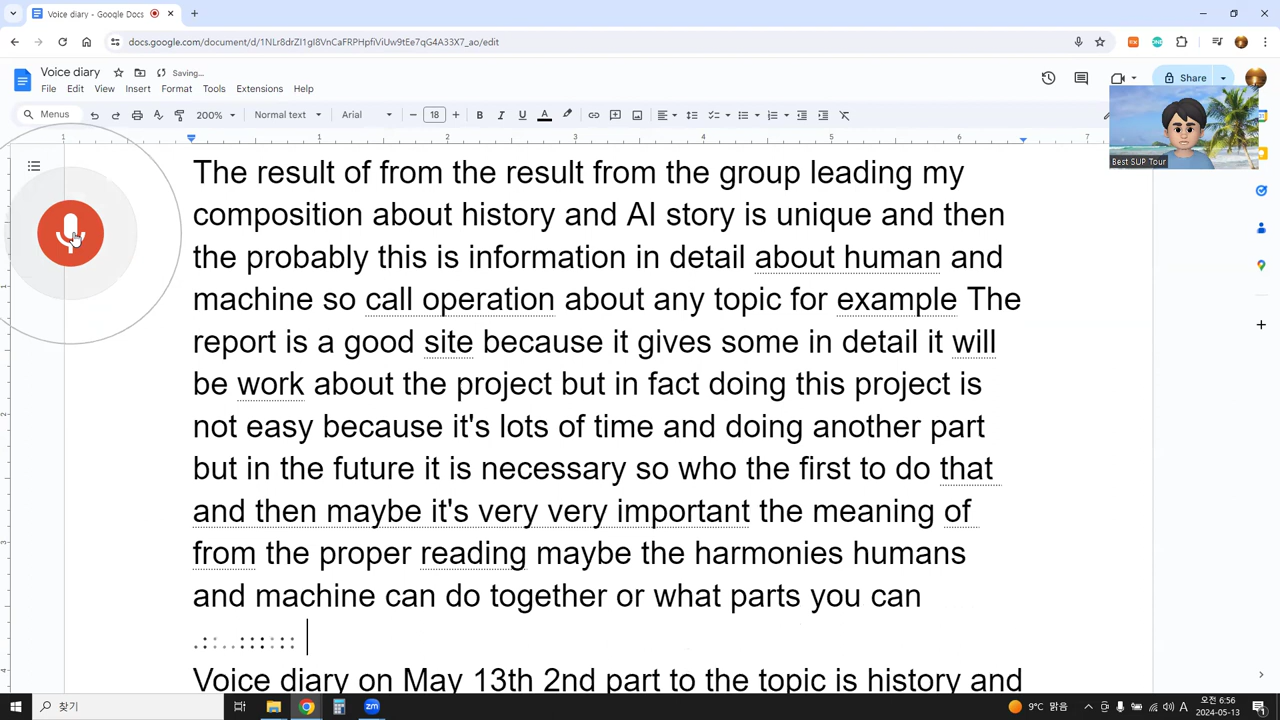 Voice diary - Google Docs
docs.google.com/document/d/1NLr8drZI1gI8VnCaFRPHpfiViUw9tEe7qG4A33X7_ao/edit
Voice diary
Saving...
File Edit View Insert Format Tools Extensions Help
Share
Menus
200%
Normal text
Arial
18
Best SUP Tour
1 1 2 3 4 5 6 7
The result of from the result from the group leading my
composition about history and AI story is unique and then
the probably this is information in detail about human and
machine so call operation about any topic for example The
report is a good site because it gives some in detail it will
be work about the project but in fact doing this project is
not easy because it's lots of time and doing another part
but in the future it is necessary so who the first to do that
and then maybe it's very very important the meaning of
from the proper reading maybe the harmonies humans
and machine can do together or what parts you can
Voice diary on May 13th 2nd part to the topic is history and
찾기
9°C 맑음
A
오전 6:56
2024-05-13